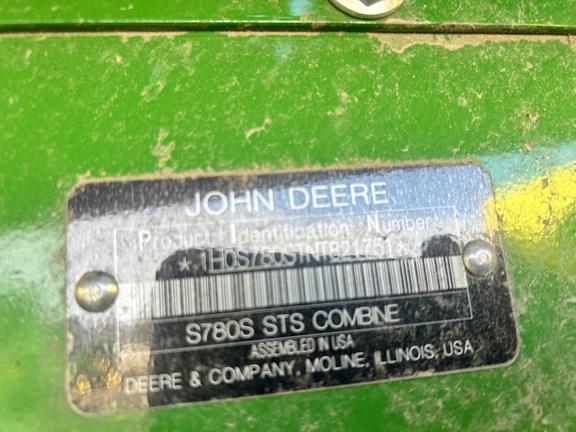 JOHN DEERE
Product Identification Number
*1H0S780STNT821751*
S780S STS COMBINE
ASSEMBLED IN USA
DEERE & COMPANY, MOLINE, ILLINOIS, USA